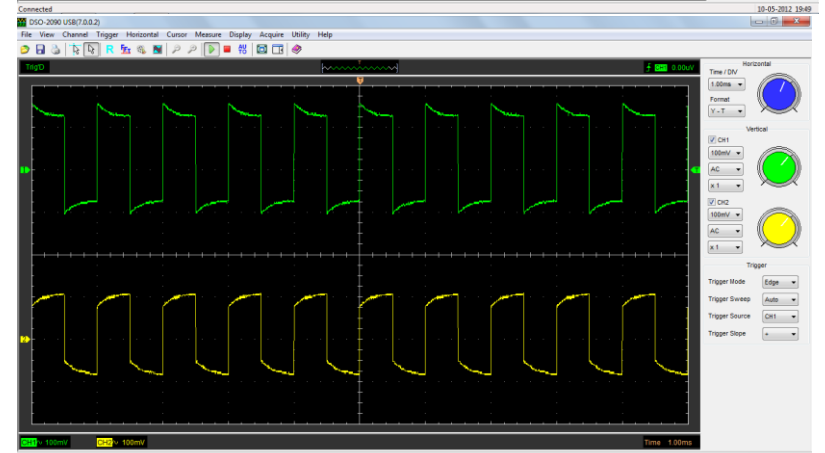 Connected 10-05-2012 19:49
DSO-2090 USB(7.0.0.2)
File View Channel Trigger Horizontal Cursor Measure Display Acquire Utility Help
R
Trig'D T CH1 0.00uV
T
1
2
CH1 ~ 100mV CH2 ~ 100mV Time 1.00ms
Horizontal
Time / DIV
1.00ms
Format
Y - T
Vertical
CH1
100mV
AC
x 1
CH2
100mV
AC
x 1
Trigger
Trigger Mode Edge
Trigger Sweep Auto
Trigger Source CH1
Trigger Slope +